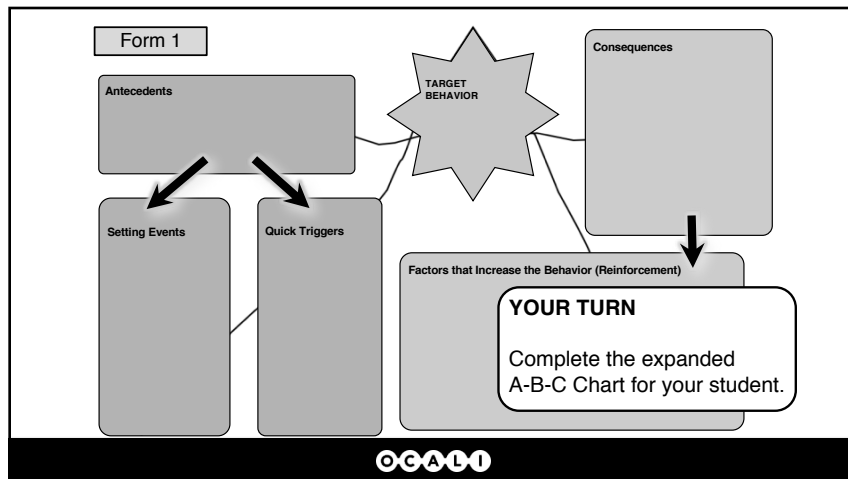 Form 1
Antecedents
TARGET
BEHAVIOR
Consequences
Setting Events
Quick Triggers
Factors that Increase the Behavior (Reinforcement)
YOUR TURN
Complete the expanded
A-B-C Chart for your student.
OCALI